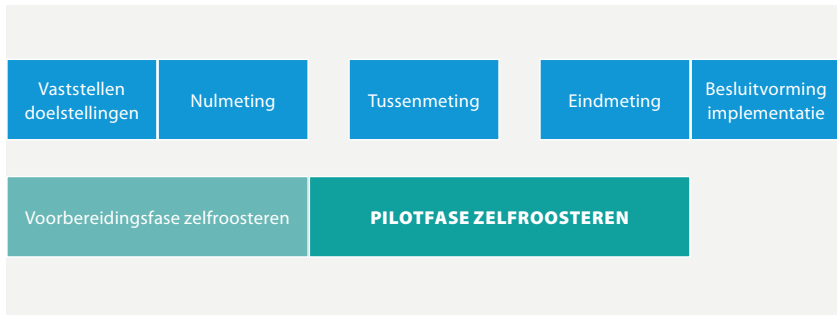 Vaststellen
doelstellingen
Nulmeting
Tussenmeting
Eindmeting
Besluitvorming
implementatie
Voorbereidingsfase zelfroosteren
PILOTFASE ZELFROOSTEREN